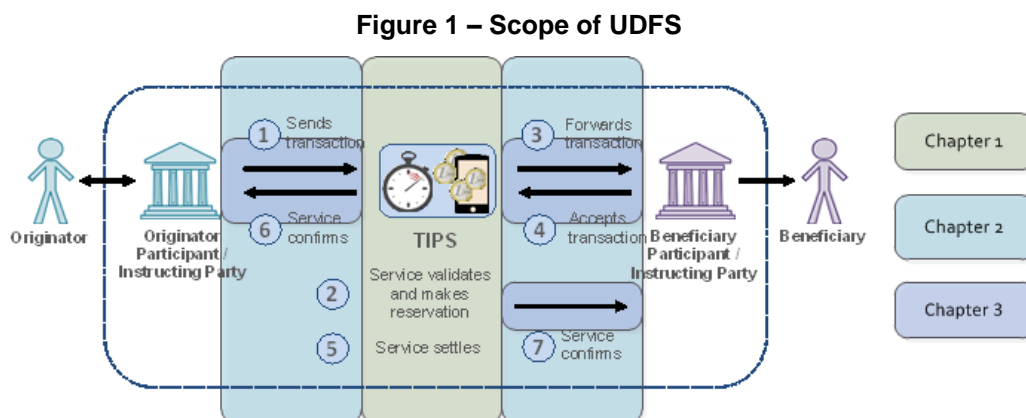 Figure 1 – Scope of UDFS
1
Sends
transaction
3
Forwards
transaction
Chapter 1
6
Service
confirms
TIPS
4
Accepts
transaction
Chapter 2
Originator
Originator
Participant /
Instructing Party
Beneficiary
Participant /
Instructing Party
Beneficiary
2
Service validates
and makes
reservation
Chapter 3
5
Service settles
7
Service
confirms